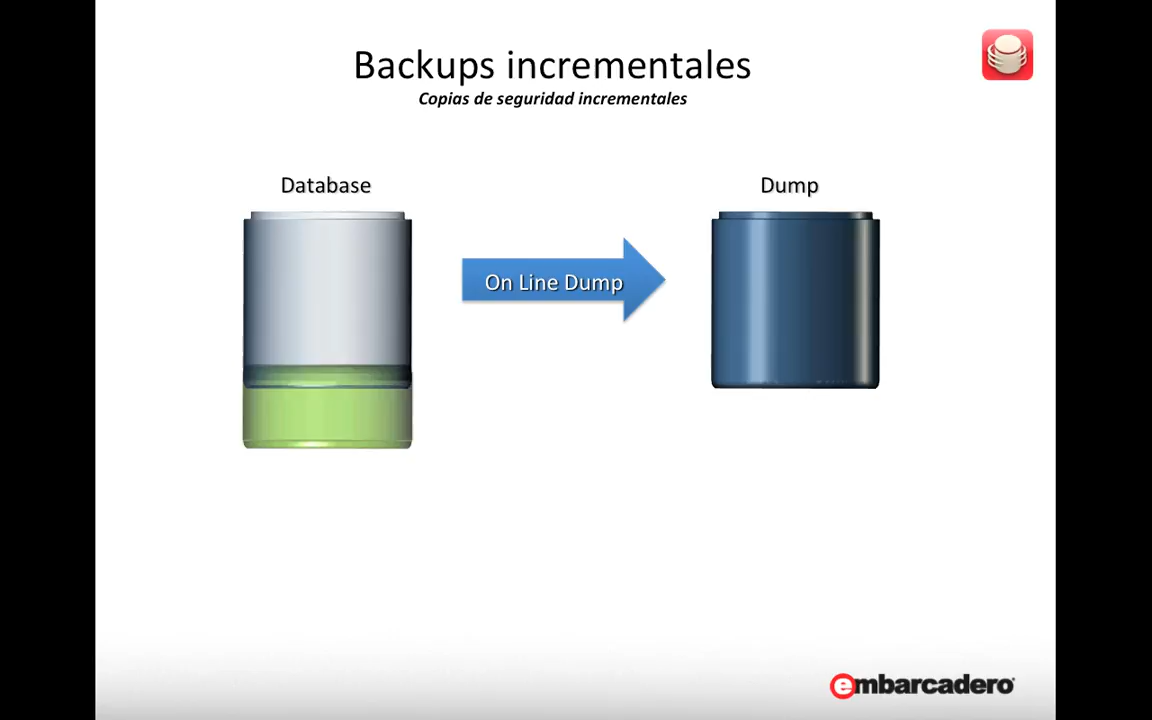 Backups incrementales
Copias de seguridad incrementales
Database
Dump
On Line Dump
embarcadero